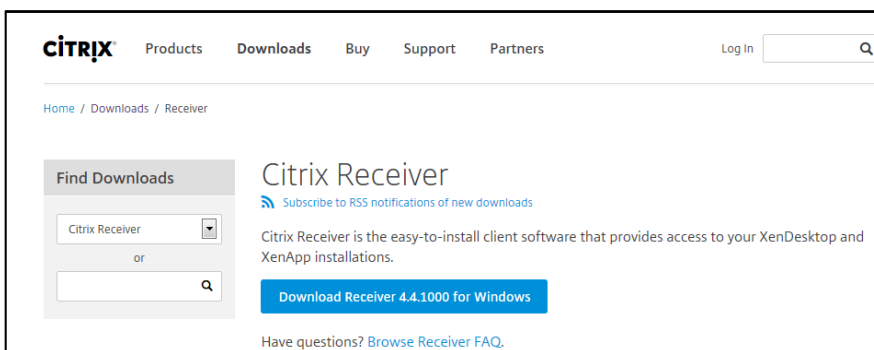 CITRIX Products Downloads Buy Support Partners Log In
Home / Downloads / Receiver
Find Downloads
Citrix Receiver
or
Citrix Receiver
Subscribe to RSS notifications of new downloads
Citrix Receiver is the easy-to-install client software that provides access to your XenDesktop and
XenApp installations.
Download Receiver 4.4.1000 for Windows
Have questions? Browse Receiver FAQ.